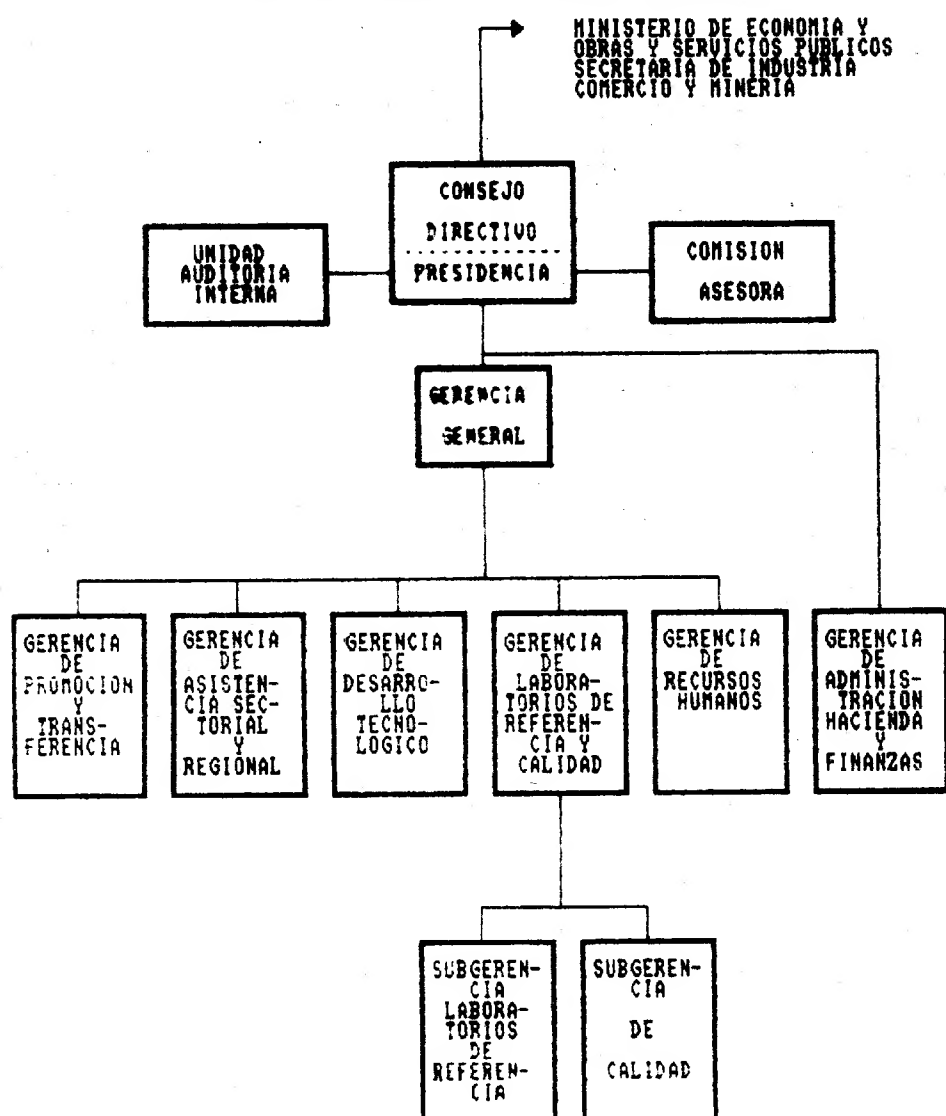 MINISTERIO DE ECONOMIA Y
OBRAS Y SERVICIOS PUBLICOS
SECRETARIA DE INDUSTRIA
COMERCIO Y MINERIA
CONSEJO
DIRECTIVO
PRESIDENCIA
UNIDAD
AUDITORIA
INTERNA
COMISION
ASESORA
GERENCIA
GENERAL
GERENCIA
DE
PROMOCION
Y
TRANS-
FERENCIA
GERENCIA
DE
ASISTEN-
CIA SEC-
TORIAL
Y
REGIONAL
GERENCIA
DE
DESARRO-
LLO
TECNO-
LOGICO
GERENCIA
DE
LABORA-
TORIOS DE
REFEREN-
CIA Y
CALIDAD
GERENCIA
DE
RECURSOS
HUMANOS
GERENCIA
DE
ADMINIS-
TRACION
HACIENDA
Y
FINANZAS
SUBGEREN-
CIA
LABORA-
TORIOS
DE
REFEREN-
CIA
SUBGEREN-
CIA
DE
CALIDAD